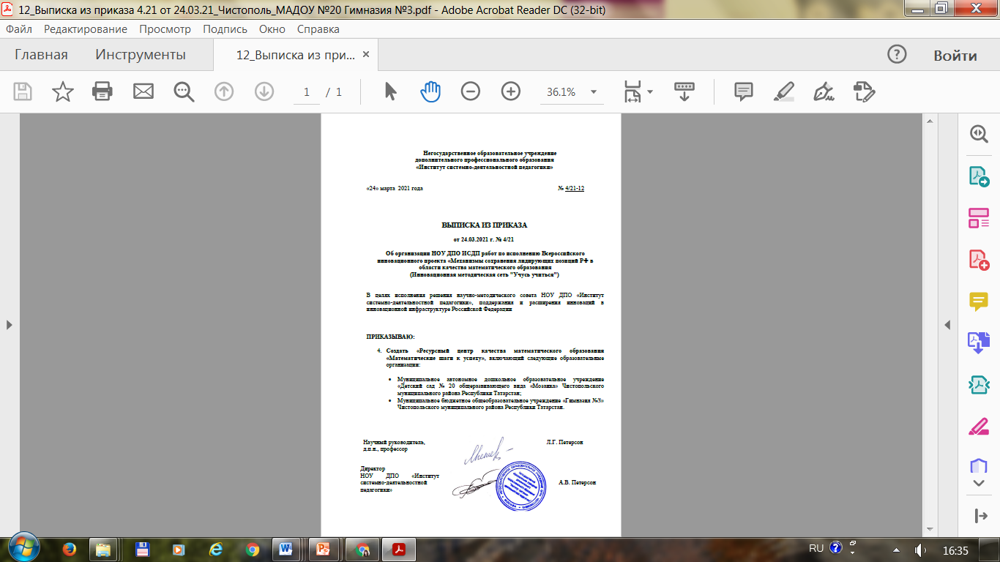 12_Выписка из приказа 4.21 от 24.03.21_Чистополь_МАДОУ №20 Гимназия №3.pdf - Adobe Acrobat Reader DC (32-bit)
Файл Редактирование Просмотр Подпись Окно Справка
Главная Инструменты 12_Выписка из при... × Войти
1 / 1 36.1%
Негосударственное образовательное учреждение
дополнительного профессионального образования
«Институт системно-деятельностной педагогики»
«24» марта 2021 года № 4/21-12
ВЫПИСКА ИЗ ПРИКАЗА
от 24.03.2021 г. № 4/21
Об организации НОУ ДПО ИСДП работ по исполнению Всероссийского
инновационного проекта «Механизмы сохранения лидирующих позиций РФ в
области качества математического образования
(Инновационная методическая сеть "Учусь учиться")
В целях исполнения решения научно-методического совета НОУ ДПО «Институт
системно-деятельностной педагогики», поддержания и расширения инноваций в
инновационной инфраструктуре Российской Федерации
ПРИКАЗЫВАЮ:
4. Создать «Ресурсный центр качества математического образования
«Математические шаги к успеху», включающий следующие образовательные
организации:
• Муниципальное автономное дошкольное образовательное учреждение
«Детский сад № 20 общеразвивающего вида «Мозаика» Чистопольского
муниципального района Республики Татарстан;
• Муниципальное бюджетное общеобразовательное учреждение «Гимназия №3»
Чистопольского муниципального района Республики Татарстан.
Научный руководитель, Л.Г. Петерсон
д.п.н., профессор
Директор
НОУ ДПО «Институт
системно-деятельностной А.В. Петерсон
педагогики»
RU 16:35